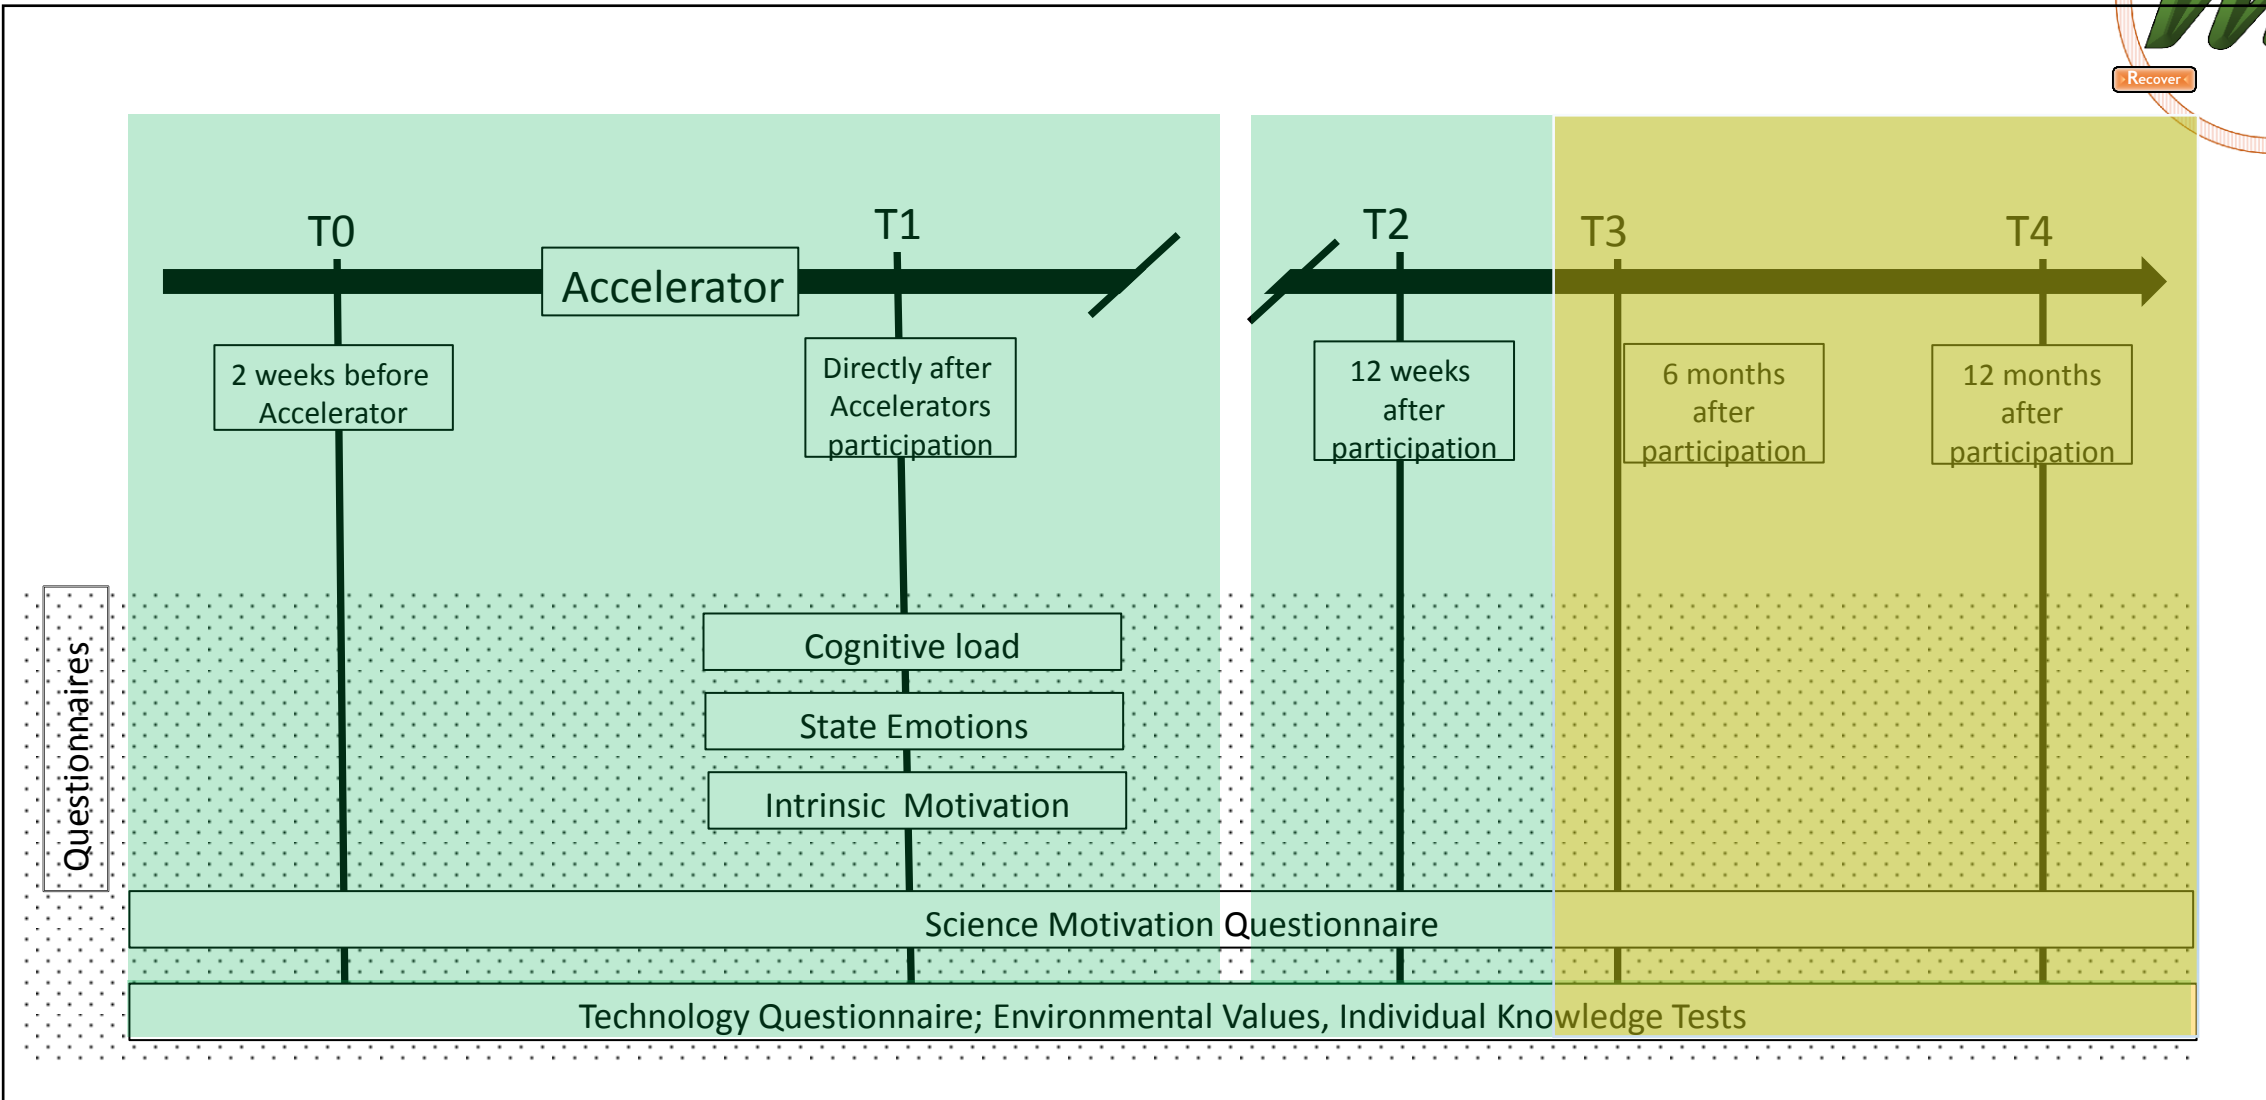 Recover
T0
T1
T2
T3
T4
Accelerator
2 weeks before
Accelerator
Directly after
Accelerators
participation
12 weeks
after
participation
6 months
after
participation
12 months
after
participation
Questionnaires
Cognitive load
State Emotions
Intrinsic Motivation
Science Motivation Questionnaire
Technology Questionnaire; Environmental Values, Individual Knowledge Tests